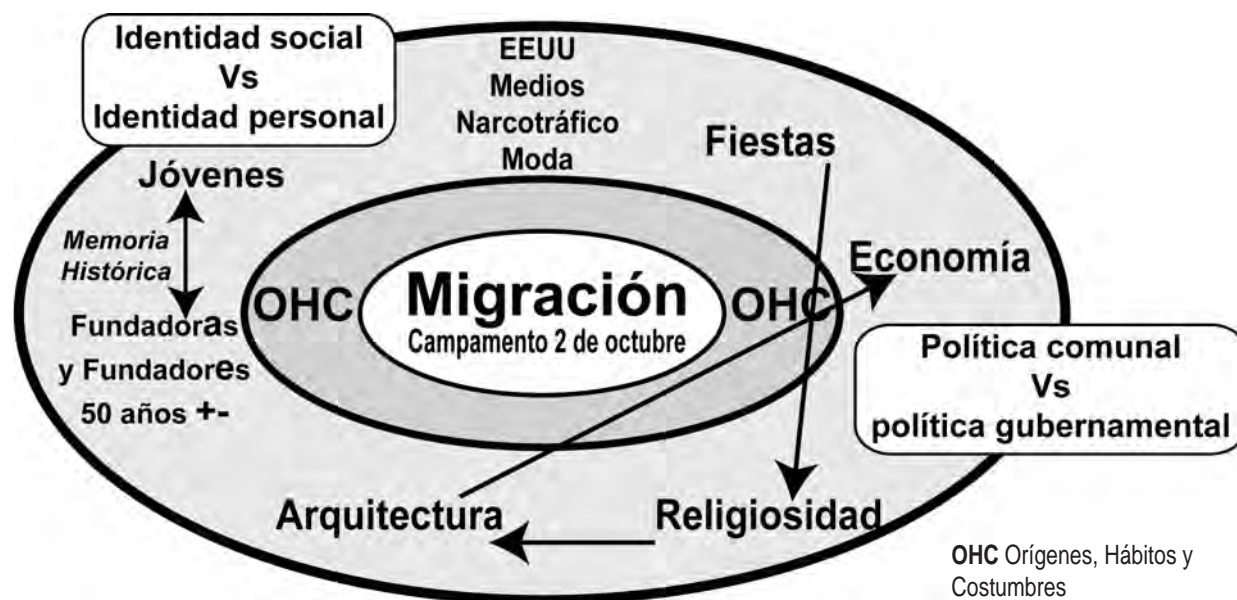 Identidad social
Vs
Identidad personal
EEUU
Medios
Narcotráfico
Moda
Fiestas
Jóvenes
Memoria
Histórica
Fundadoras
y Fundadores
50 años +-
OHC
Migración
Campamento 2 de octubre
OHC
Economía
Política comunal
Vs
política gubernamental
Arquitectura
Religiosidad
OHC Orígenes, Hábitos y
Costumbres